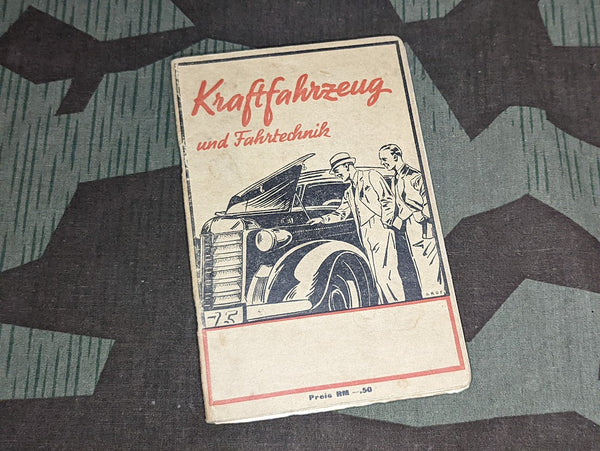 Kraftfahrzeug
und Fahrtechnik
75
Preis RM —.50